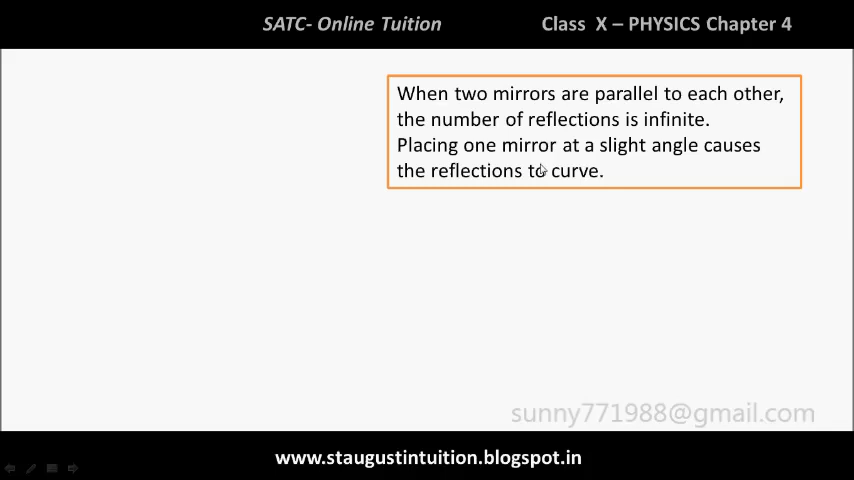 SATC- Online Tuition Class X – PHYSICS Chapter 4
When two mirrors are parallel to each other,
the number of reflections is infinite.
Placing one mirror at a slight angle causes
the reflections to curve.
sunny771988@gmail.com
www.staugustintuition.blogspot.in